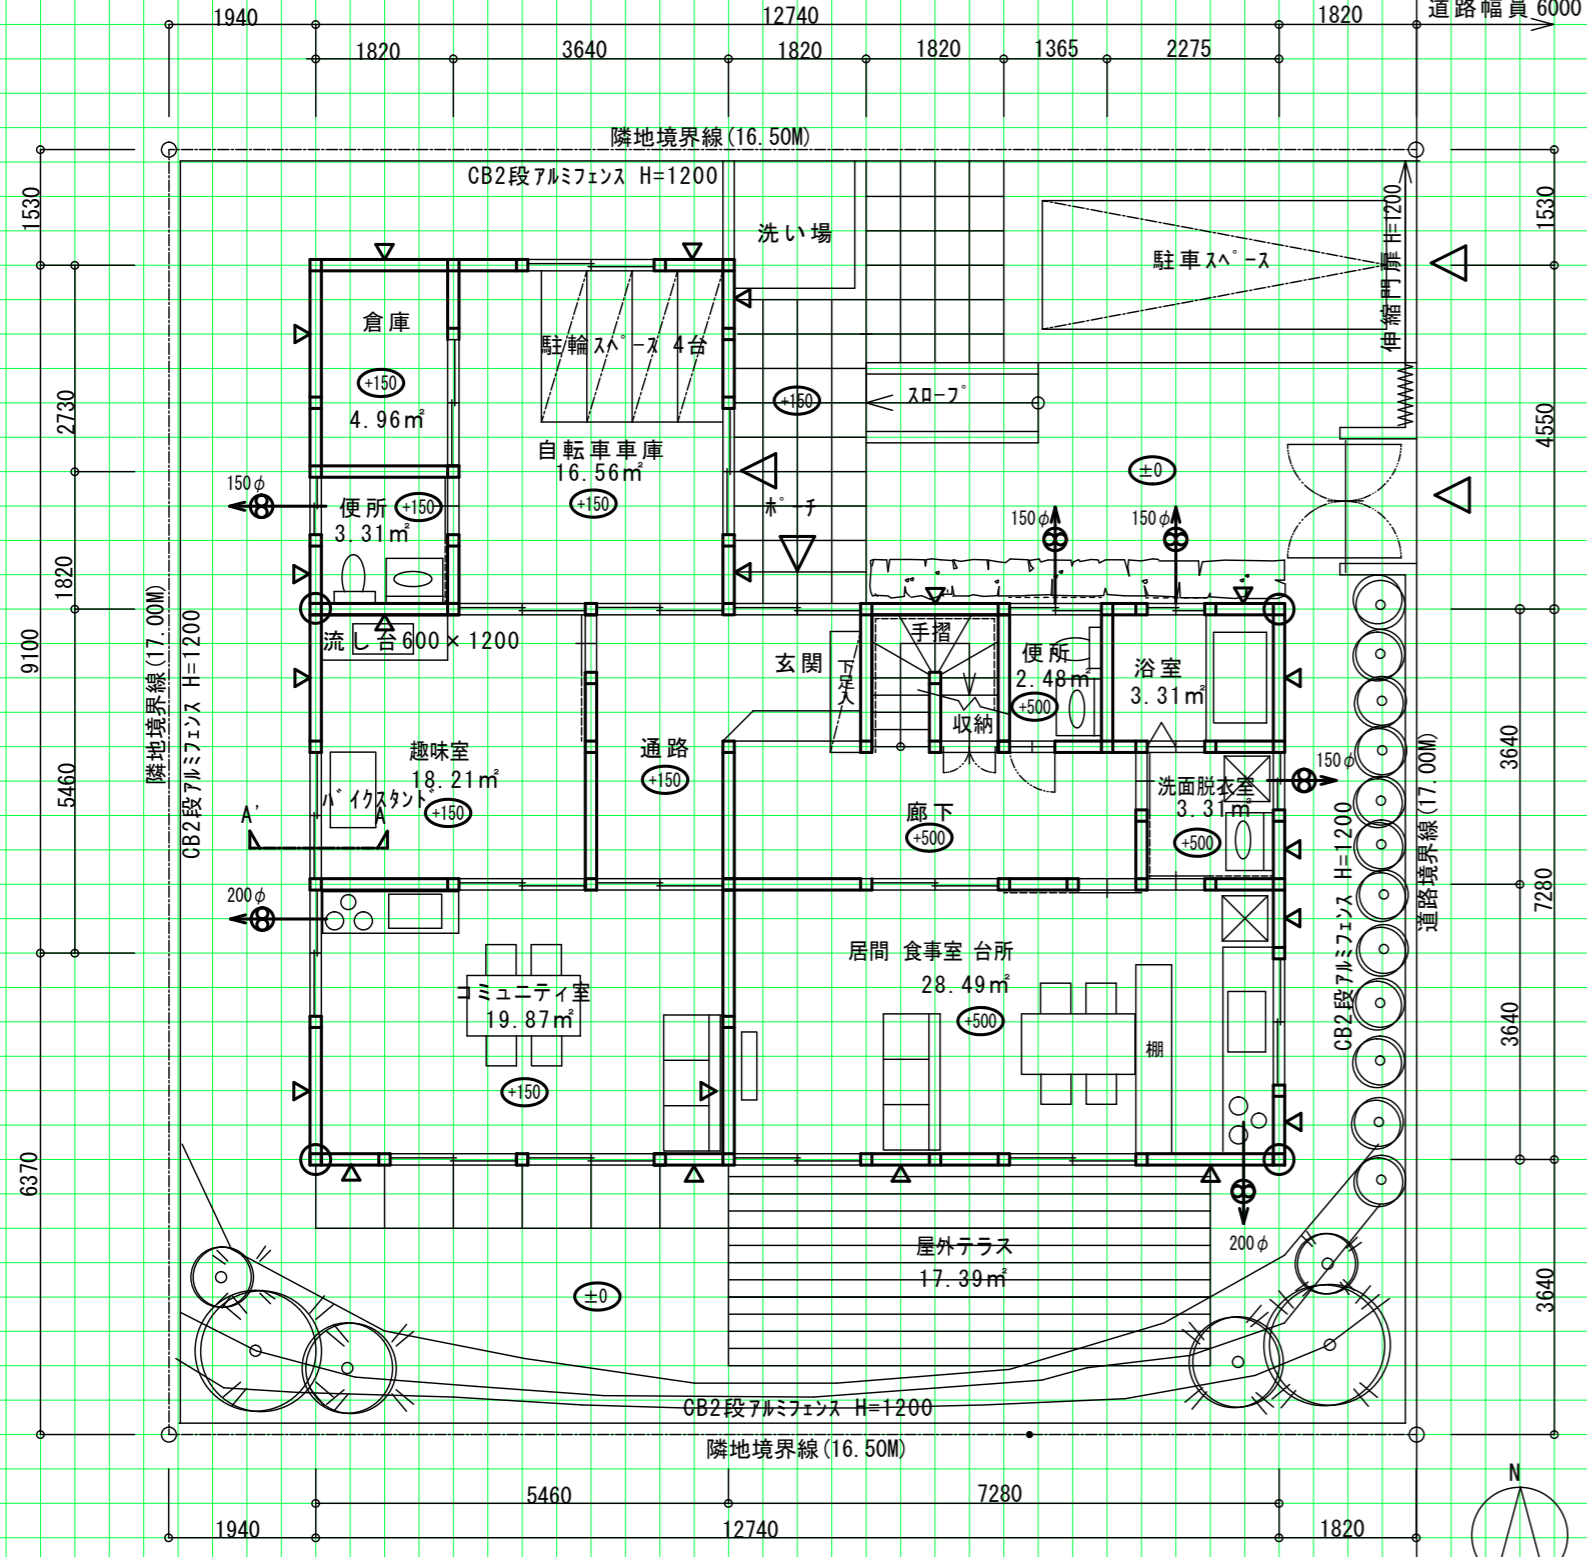 1940
12740
1820
道路幅員 6000
1820
3640
1820
1820
1365
2275
隣地境界線(16.50M)
CB2段アルミフェンス H=1200
1530
1530
洗い場
駐車スペース
伸縮門扉 H=1200
倉庫
+150
4.96㎡
駐輪スペース 4台
+150
スロープ
2730
4550
自転車車庫
16.56㎡
+150
±0
150φ
便所
+150
3.31㎡
ポーチ
150φ
150φ
1820
9100
隣地境界線(17.00M)
CB2段アルミフェンス H=1200
流し台600×1200
玄関
下足入
手摺
収納
便所
2.48㎡
+500
浴室
3.31㎡
趣味室
18.21㎡
バイクスタンド
+150
A'
A
通路
+150
廊下
+500
洗面脱衣室
3.31㎡
+500
150φ
3640
5460
道路境界線(17.00M)
CB2段アルミフェンス H=1200
7280
200φ
居間 食事室 台所
28.49㎡
+500
コミュニティ室
19.87㎡
+150
棚
3640
6370
200φ
屋外テラス
17.39㎡
±0
3640
CB2段アルミフェンス H=1200
隣地境界線(16.50M)
N
5460
7280
1940
12740
1820